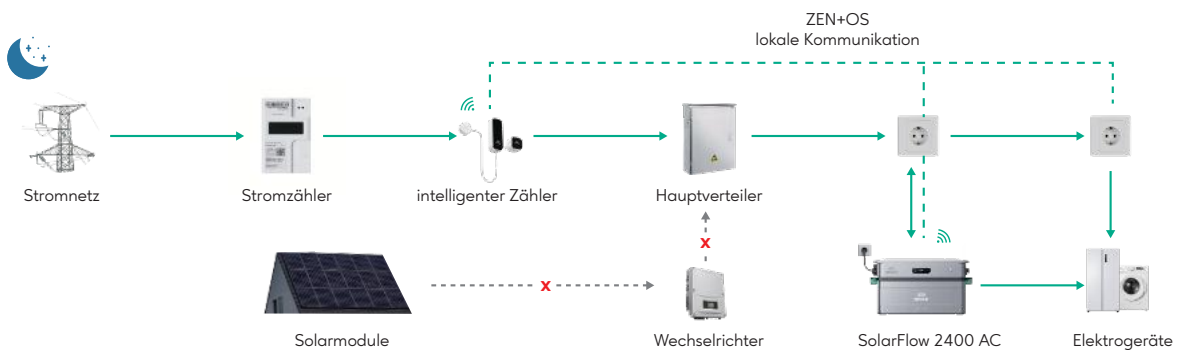 ZEN+OS
lokale Kommunikation
Stromnetz
Stromzähler
intelligenter Zähler
Hauptverteiler
x
x
Solarmodule
Wechselrichter
SolarFlow 2400 AC
Elektrogeräte